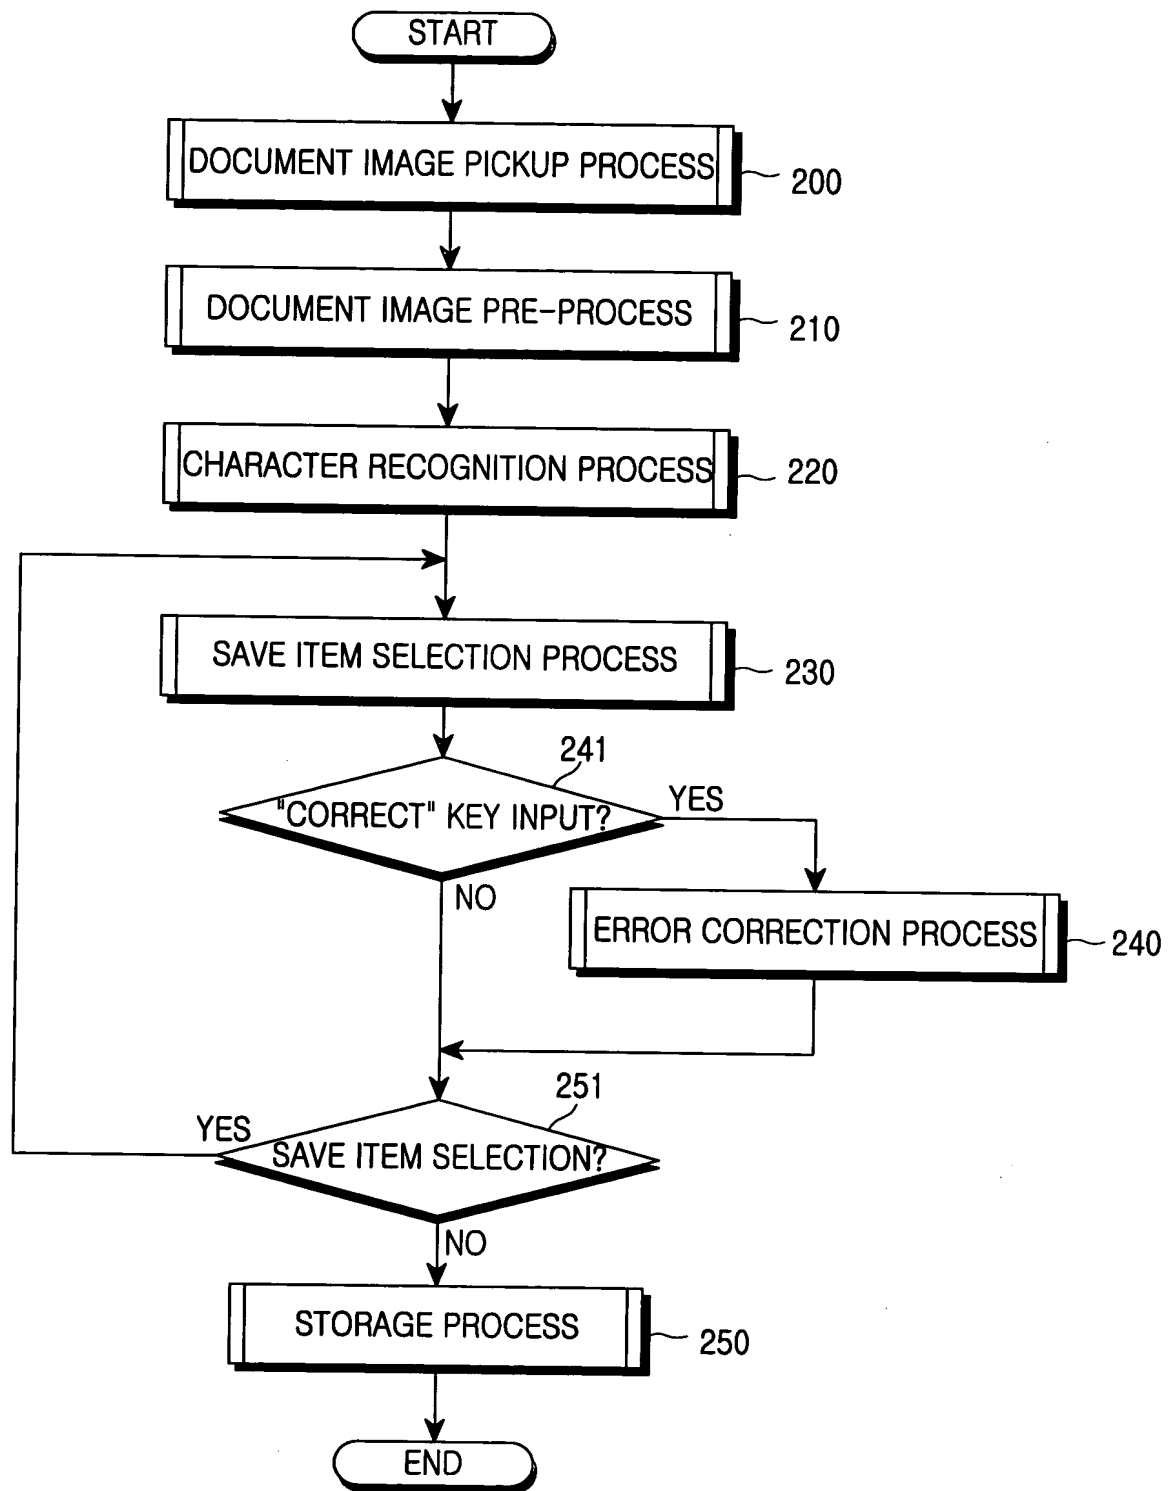 START
DOCUMENT IMAGE PICKUP PROCESS
200
DOCUMENT IMAGE PRE-PROCESS
210
CHARACTER RECOGNITION PROCESS
220
SAVE ITEM SELECTION PROCESS
230
241
"CORRECT" KEY INPUT?
YES
NO
ERROR CORRECTION PROCESS
240
251
YES
SAVE ITEM SELECTION?
NO
STORAGE PROCESS
250
END